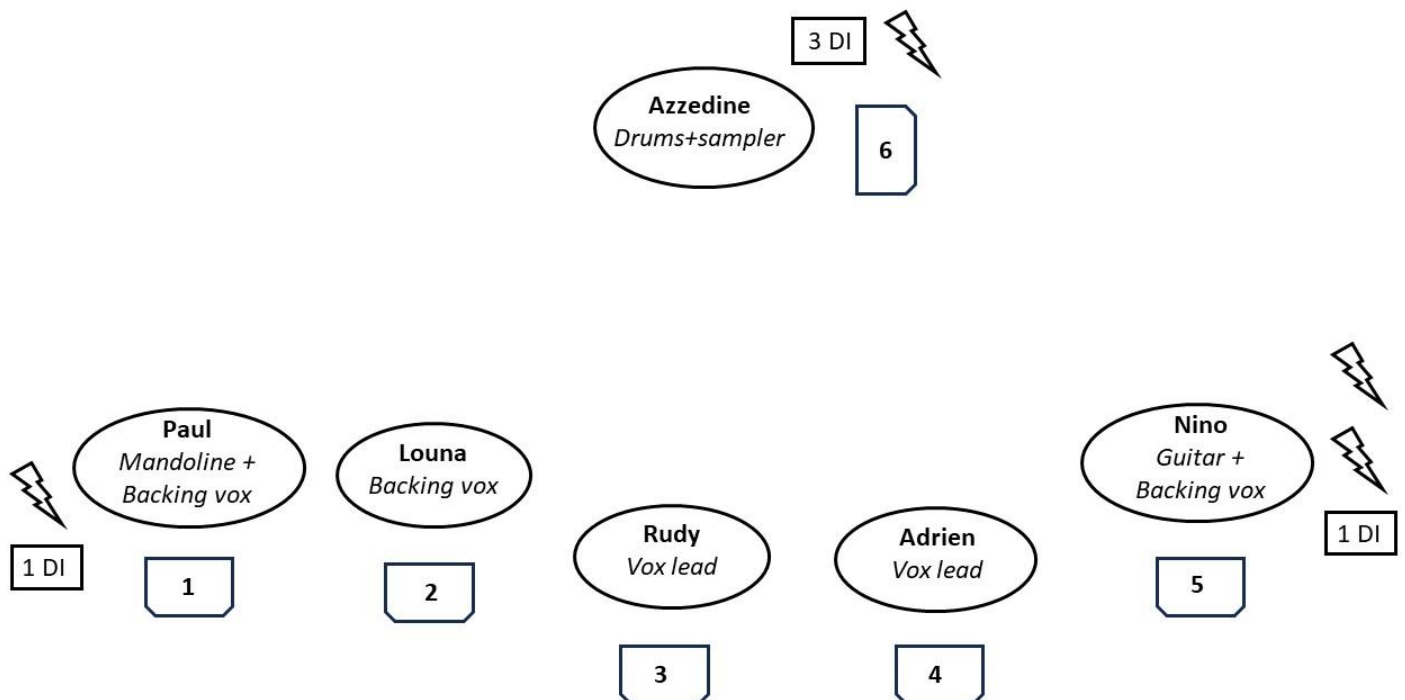 3 DI
Azzedine
Drums+sampler
6
Paul
Mandoline +
Backing vox
Louna
Backing vox
Nino
Guitar +
Backing vox
Rudy
Vox lead
Adrien
Vox lead
1 DI
1 DI
1
2
5
3
4